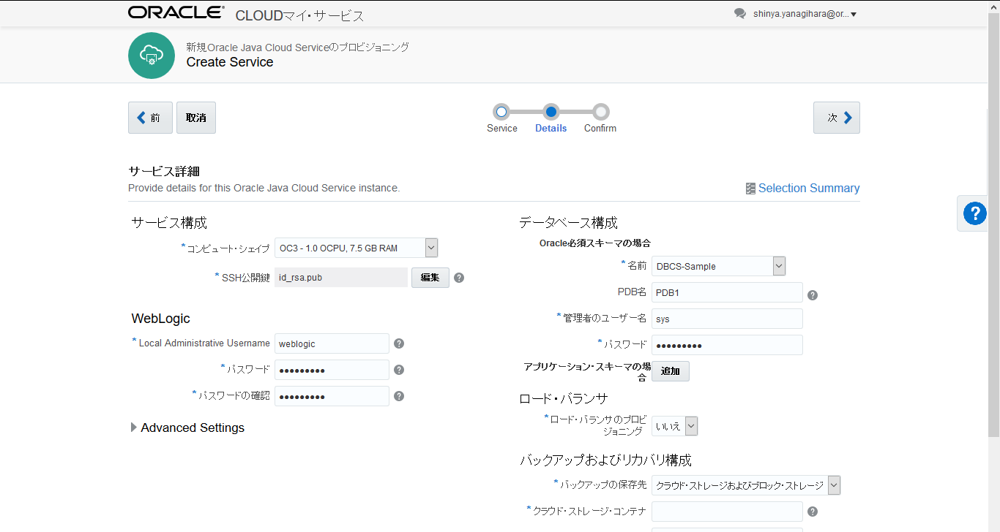 ORACLE® CLOUDマイ・サービス
shinya.yanagihara@or...
新規Oracle Java Cloud Serviceのプロビジョニング
Create Service
前
取消
Service
Details
Confirm
次
サービス詳細
Provide details for this Oracle Java Cloud Service instance.
Selection Summary
?
サービス構成
*コンピュート・シェイプ OC3 - 1.0 OCPU, 7.5 GB RAM
*SSH公開鍵 id_rsa.pub 編集 ?
WebLogic
*Local Administrative Username weblogic ?
*パスワード ●●●●●●●●● ?
*パスワードの確認 ●●●●●●●●● ?
Advanced Settings
データベース構成
Oracle必須スキーマの場合
*名前 DBCS-Sample
PDB名 PDB1 ?
*管理者のユーザー名 sys
*パスワード ●●●●●●●●●
アプリケーション・スキーマの場
合 追加
ロード・バランサ
*ロード・バランサのプロビ
ジョニング いいえ
バックアップおよびリカバリ構成
*バックアップの保存先 クラウド・ストレージおよびブロック・ストレージ
*クラウド・ストレージ・コンテナ ?